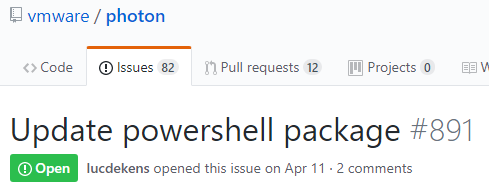 vmware / photon
Code Issues 82 Pull requests 12 Projects 0
Update powershell package #891
Open lucdekens opened this issue on Apr 11 · 2 comments